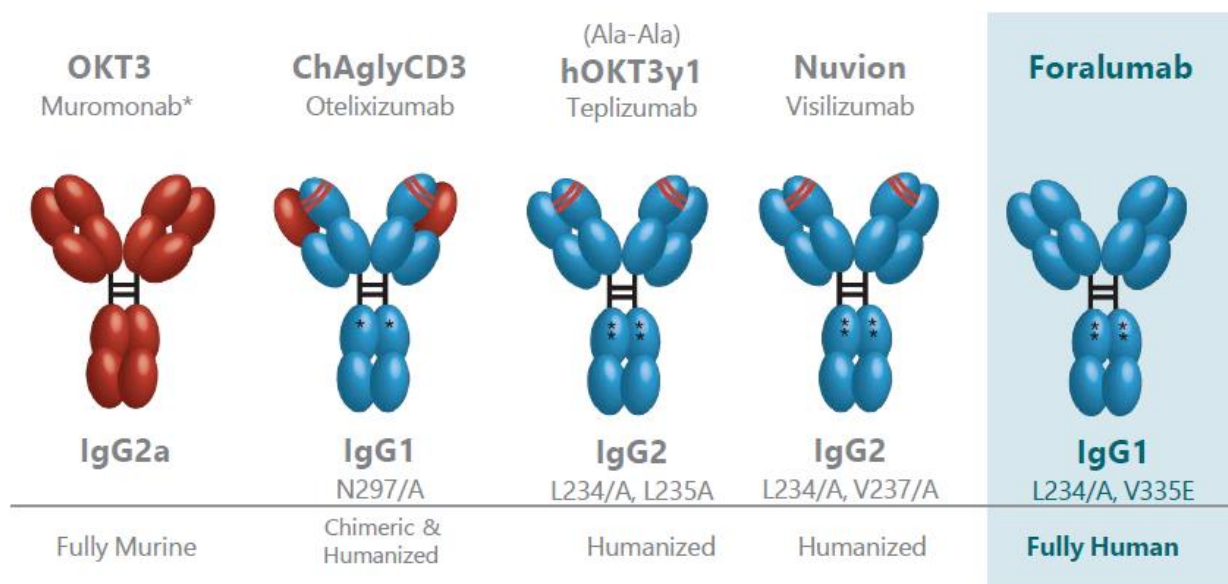 OKT3
Muromonab*
ChAglyCD3
Otelixizumab
(Ala-Ala)
hOKT3γ1
Teplizumab
Nuvion
Visilizumab
Foralumab
* *
* *
* *
* *
* *
* *
* *
IgG2a
IgG1
N297/A
IgG2
L234/A, L235A
IgG2
L234/A, V237/A
IgG1
L234/A, V335E
Fully Murine
Chimeric &
Humanized
Humanized
Humanized
Fully Human